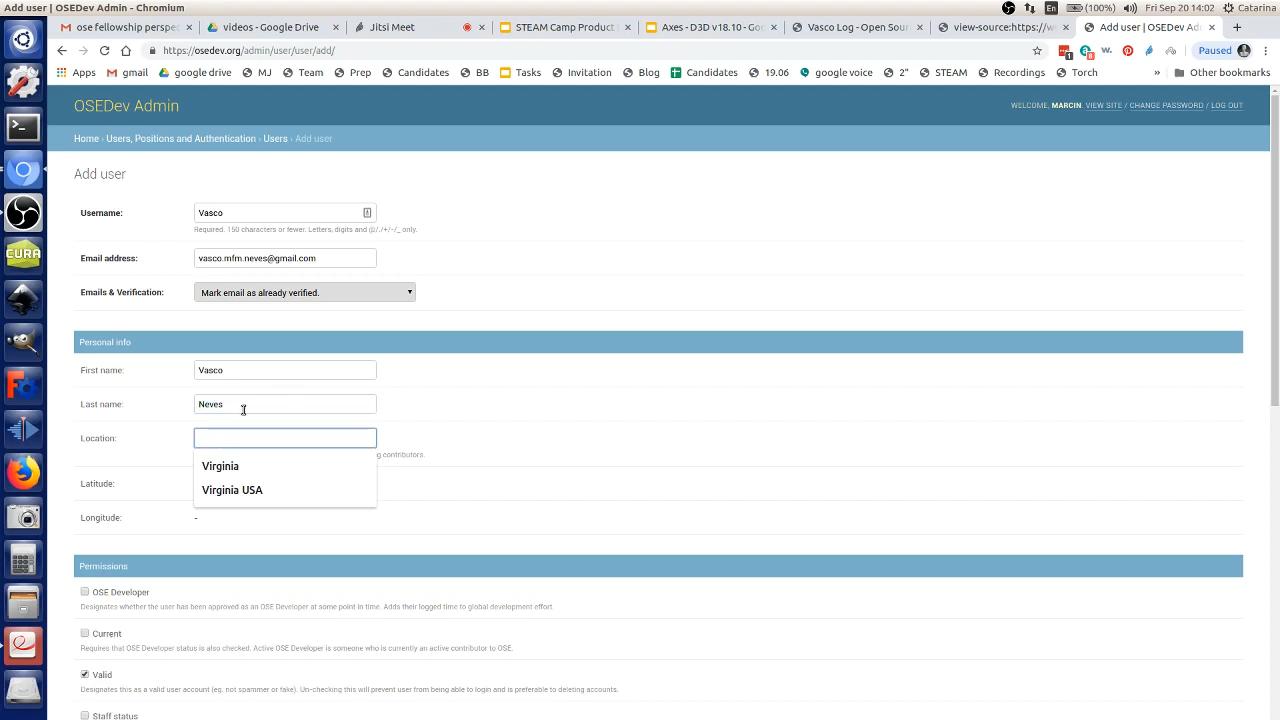 Add user | OSEDev Admin - Chromium
En
(100%)
Fri Sep 20 14:02
Catarina
ose fellowship perspec
videos - Google Drive
Jitsi Meet
STEAM Camp Product
Axes - D3D
Vasco Log - Open Sour
view-source:https://w
Add user | OSEDev Adm
https://osedev.org/admin/user/user/add/
Paused
Apps
gmail
google drive
MJ
Team
Prep
Candidates
BB
Tasks
Invitation
Blog
Candida
19.06
google voice
2"
STEAM
Recordings
Torch
»
Other bookmarks
OSEDev Admin
WELCOME, MARCIN. VIEW SITE / CHANGE PASSWORD / LOG OUT
Home › Users, Positions and Authentication › Users › Add user
Add user
Username:
Vasco
Required. 150 characters or fewer. Letters, digits and @/./+/-/_ only.
Email address:
vasco.mfm.neves@gmail.com
Emails & Verification:
Mark email as already verified.
Personal info
First name:
Vasco
Last name:
Neves
Location:
g contributors.
Virginia
Virginia USA
Latitude:
Longitude:
-
Permissions
OSE Developer
Designates whether the user has been approved as an OSE Developer at some point in time. Adds their logged time to global development effort.
Current
Requires that OSE Developer status is also checked. Active OSE Developer is someone who is currently an active contributor to OSE.
Valid
Designates this as a valid user account (eg. not spammer or fake). Un-checking this will prevent user from being able to login and is preferable to deleting accounts.
Staff status
CURA